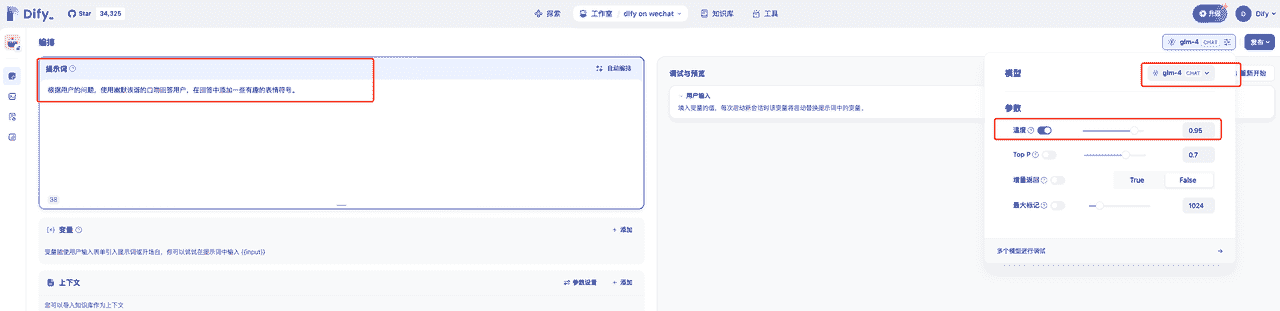 Dify
Star 34,325
探索
工作室 / dify on wechat
知识库
工具
升级
D Dify
编排
glm-4 CHAT
发布
提示词
自动编排
根据用户的问题,使用幽默诙谐的口吻回答用户,在回答中添加一些有趣的表情符号。
38
变量
+ 添加
变量能使用户输入表单引入提示词或开场白,你可以试试在提示词中输入 {{input}}
上下文
参数设置
+ 添加
您可以导入知识库作为上下文
调试与预览
重新开始
用户输入
填入变量的值,每次启动新会话时该变量将自动替换提示词中的变量。
模型
glm-4 CHAT
参数
温度
0.95
Top P
0.7
增量返回
True
False
最大标记
1024
多个模型进行调试